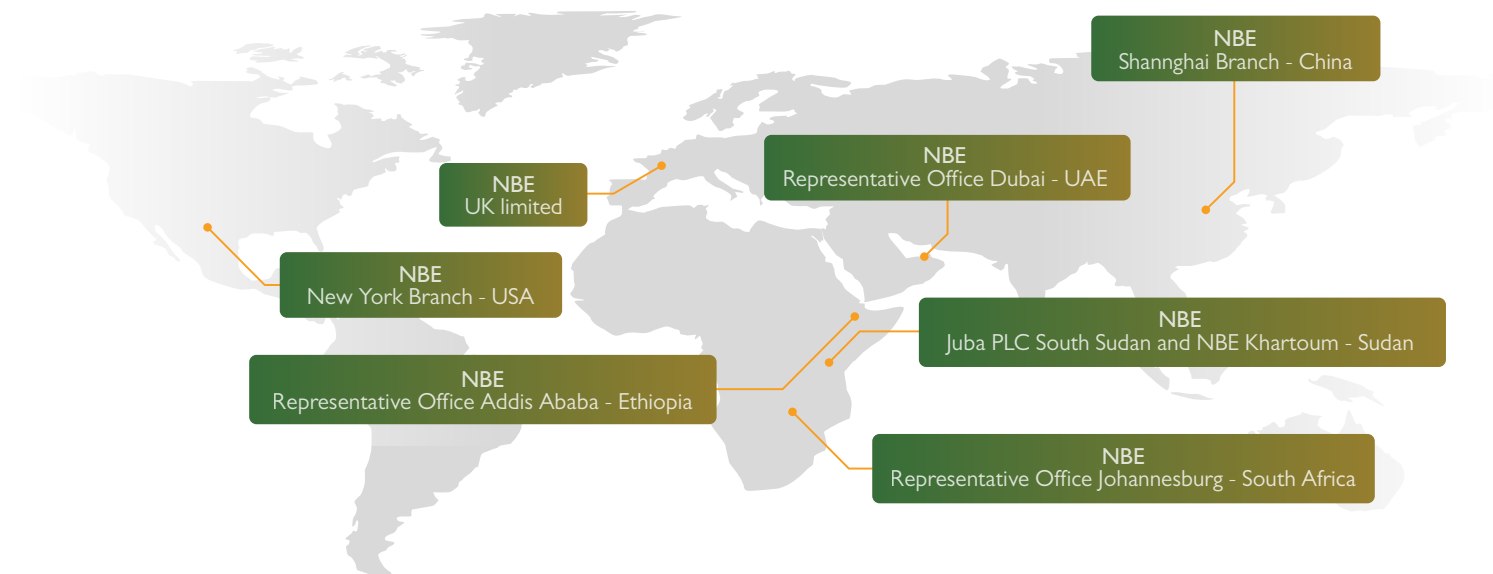 NBE
Shannghai Branch - China
NBE
Representative Office Dubai - UAE
NBE
UK limited
NBE
New York Branch - USA
NBE
Juba PLC South Sudan and NBE Khartoum - Sudan
NBE
Representative Office Addis Ababa - Ethiopia
NBE
Representative Office Johannesburg - South Africa